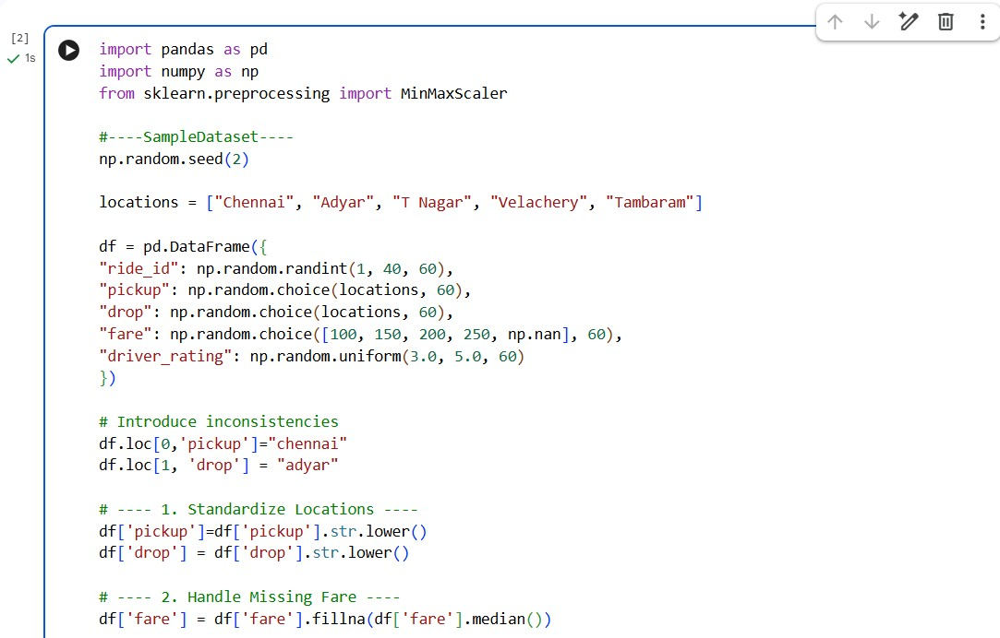 [2]
1s
import pandas as pd
import numpy as np
from sklearn.preprocessing import MinMaxScaler
#----SampleDataset----
np.random.seed(2)
locations = ["Chennai", "Adyar", "T Nagar", "Velachery", "Tambaram"]
df = pd.DataFrame({
"ride_id": np.random.randint(1, 40, 60),
"pickup": np.random.choice(locations, 60),
"drop": np.random.choice(locations, 60),
"fare": np.random.choice([100, 150, 200, 250, np.nan], 60),
"driver_rating": np.random.uniform(3.0, 5.0, 60)
})
# Introduce inconsistencies
df.loc[0,'pickup']="chennai"
df.loc[1, 'drop'] = "adyar"
# ---- 1. Standardize Locations ----
df['pickup']=df['pickup'].str.lower()
df['drop'] = df['drop'].str.lower()
# ---- 2. Handle Missing Fare ----
df['fare'] = df['fare'].fillna(df['fare'].median())